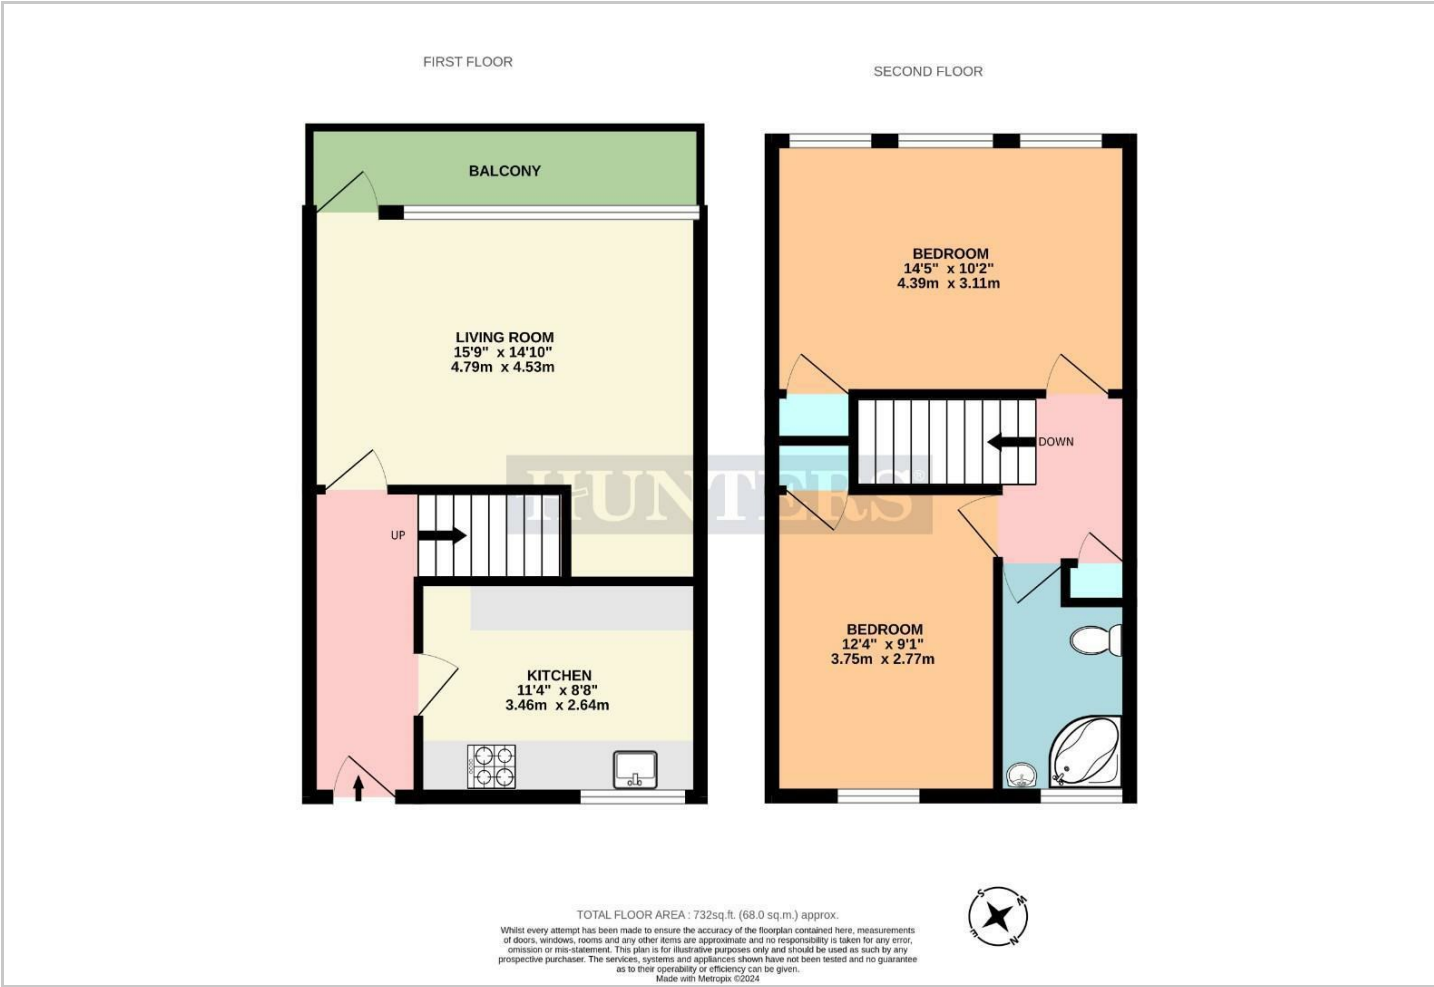 FIRST FLOOR
SECOND FLOOR
BALCONY
LIVING ROOM
15'9" x 14'10"
4.79m x 4.53m
UP
KITCHEN
11'4" x 8'8"
3.46m x 2.64m
BEDROOM
14'5" x 10'2"
4.39m x 3.11m
DOWN
HUNTERS®
BEDROOM
12'4" x 9'1"
3.75m x 2.77m
S
W
E
N
TOTAL FLOOR AREA : 732sq.ft. (68.0 sq.m.) approx.
Whilst every attempt has been made to ensure the accuracy of the floorplan contained here, measurements
of doors, windows, rooms and any other items are approximate and no responsibility is taken for any error,
omission or mis-statement. This plan is for illustrative purposes only and should be used as such by any
prospective purchaser. The services, systems and appliances shown have not been tested and no guarantee
as to their operability or efficiency can be given.
Made with Metropix ©2024